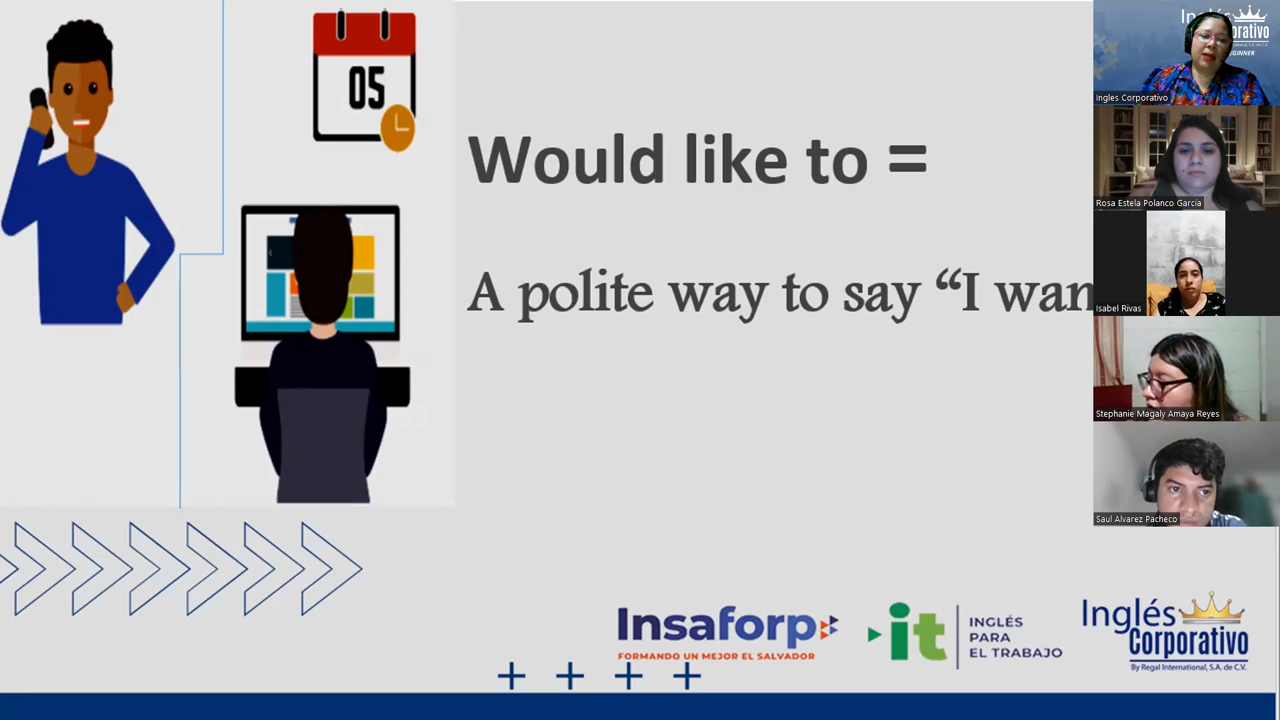 05
Would like to =
A polite way to say “I wan
Insaforp
FORMANDO UN MEJOR EL SALVADOR
it
INGLÉS
PARA
EL TRABAJO
Inglés
Corporativo
By Regal International, S.A. de C.V.
Ingles Corporativo
Rosa Estela Polanco García
Isabel Rivas
Stephanie Magaly Amaya Reyes
Saul Alvarez Pacheco